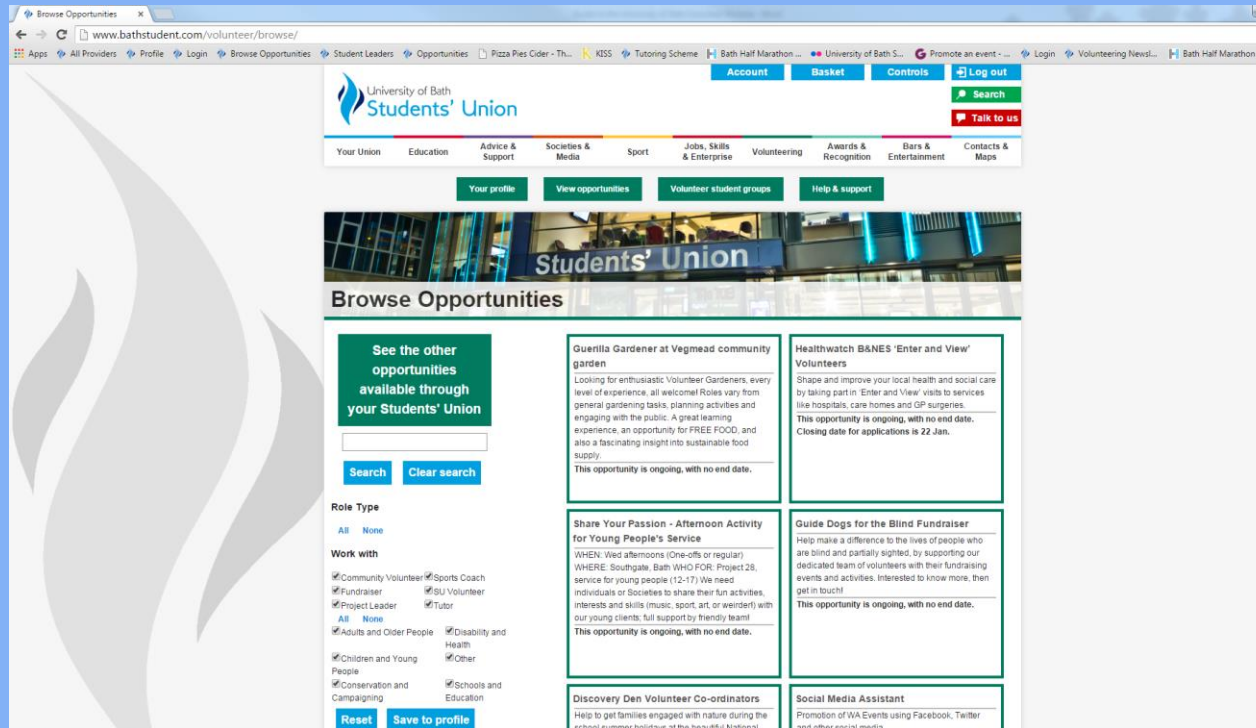 Browse Opportunities
www.bathstudent.com/volunteer/browse/
Apps All Providers Profile Login Browse Opportunities Student Leaders Opportunities Pizza Pies Cider - Th... KISS Tutoring Scheme Bath Half Marathon ... University of Bath S... Promote an event - ... Login Volunteering Newsl... Bath Half Marathon
Account Basket Controls Log out
Search
Talk to us
University of Bath
Students' Union
Your Union Education Advice & Support Societies & Media Sport Jobs, Skills & Enterprise Volunteering Awards & Recognition Bars & Entertainment Contacts & Maps
Your profile View opportunities Volunteer student groups Help & support
Students' Union
Browse Opportunities
See the other
opportunities
available through
your Students' Union
Search Clear search
Role Type
All None
Work with
Community Volunteer Sports Coach
Fundraiser SU Volunteer
Project Leader Tutor
All None
Adults and Older People Disability and
Health
Children and Young Other
People
Conservation and Schools and
Campaigning Education
Reset Save to profile
Guerilla Gardener at Vegmead community
garden
Looking for enthusiastic Volunteer Gardeners, every
level of experience, all welcome! Roles vary from
general gardening tasks, planning activities and
engaging with the public. A great learning
experience, an opportunity for FREE FOOD, and
also a fascinating insight into sustainable food
supply.
This opportunity is ongoing, with no end date.
Healthwatch B&NES 'Enter and View'
Volunteers
Shape and improve your local health and social care
by taking part in 'Enter and View' visits to services
like hospitals, care homes and GP surgeries.
This opportunity is ongoing, with no end date.
Closing date for applications is 22 Jan.
Share Your Passion - Afternoon Activity
for Young People's Service
WHEN: Wed afternoons (One-offs or regular)
WHERE: Southgate, Bath WHO FOR: Project 28,
service for young people (12-17) We need
individuals or Societies to share their fun activities,
interests and skills (music, sport, art, or weirder!) with
our young clients; full support by friendly team!
This opportunity is ongoing, with no end date.
Guide Dogs for the Blind Fundraiser
Help make a difference to the lives of people who
are blind and partially sighted, by supporting our
dedicated team of volunteers with their fundraising
events and activities. Interested to know more, then
get in touch!
This opportunity is ongoing, with no end date.
Discovery Den Volunteer Co-ordinators
Help to get families engaged with nature during the
school summer holidays at the beautiful National
Social Media Assistant
Promotion of WA Events using Facebook, Twitter
and other social media